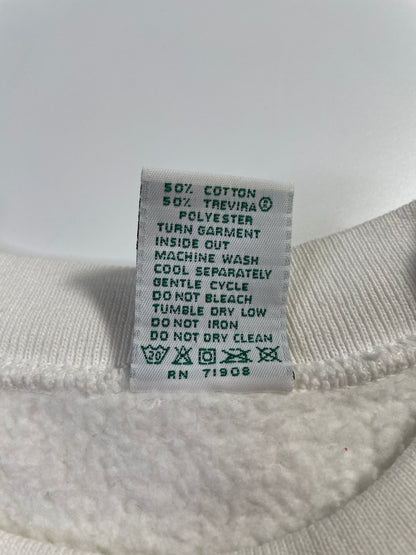 50% COTTON
50% TREVIRA®
POLYESTER
TURN GARMENT
INSIDE OUT
MACHINE WASH
COOL SEPARATELY
GENTLE CYCLE
DO NOT BLEACH
TUMBLE DRY LOW
DO NOT IRON
DO NOT DRY CLEAN
20
RN 71908